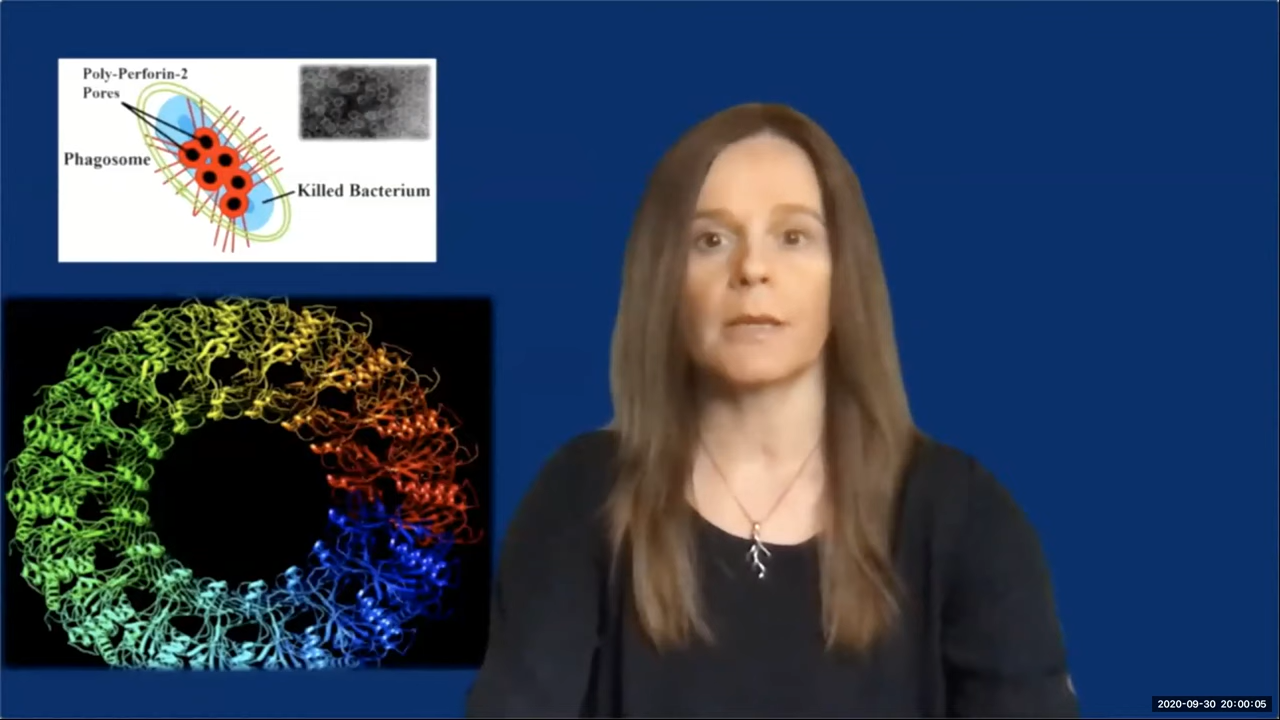 Poly-Perforin-2
Pores
Phagosome
Killed Bacterium
2020-09-30 20:00:05